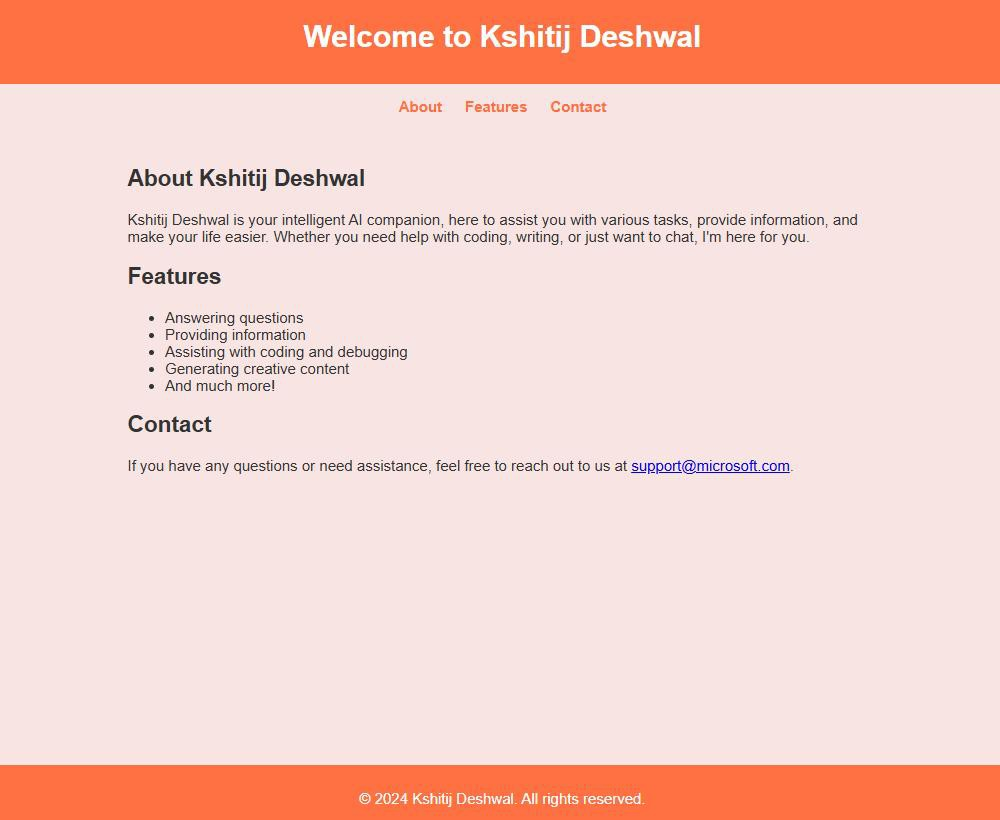 Welcome to Kshitij Deshwal
About Features Contact
About Kshitij Deshwal
Kshitij Deshwal is your intelligent AI companion, here to assist you with various tasks, provide information, and
make your life easier. Whether you need help with coding, writing, or just want to chat, I'm here for you.
Features
Answering questions
Providing information
Assisting with coding and debugging
Generating creative content
And much more!
Contact
If you have any questions or need assistance, feel free to reach out to us at support@microsoft.com.
© 2024 Kshitij Deshwal. All rights reserved.